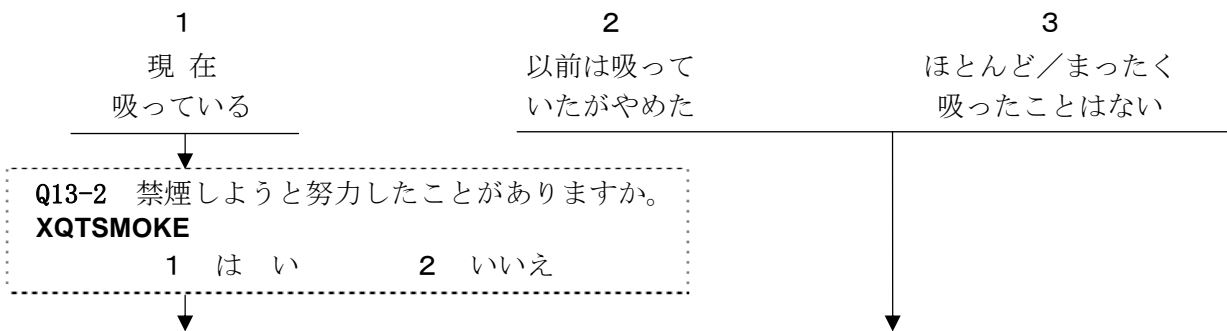 1 2 3
現 在 以前は吸って ほとんど／まったく
吸っている いたがやめた 吸ったことはない
Q13-2 禁煙しようと努力したことがありますか。
XQTSMOKE
1 は い 2 いいえ